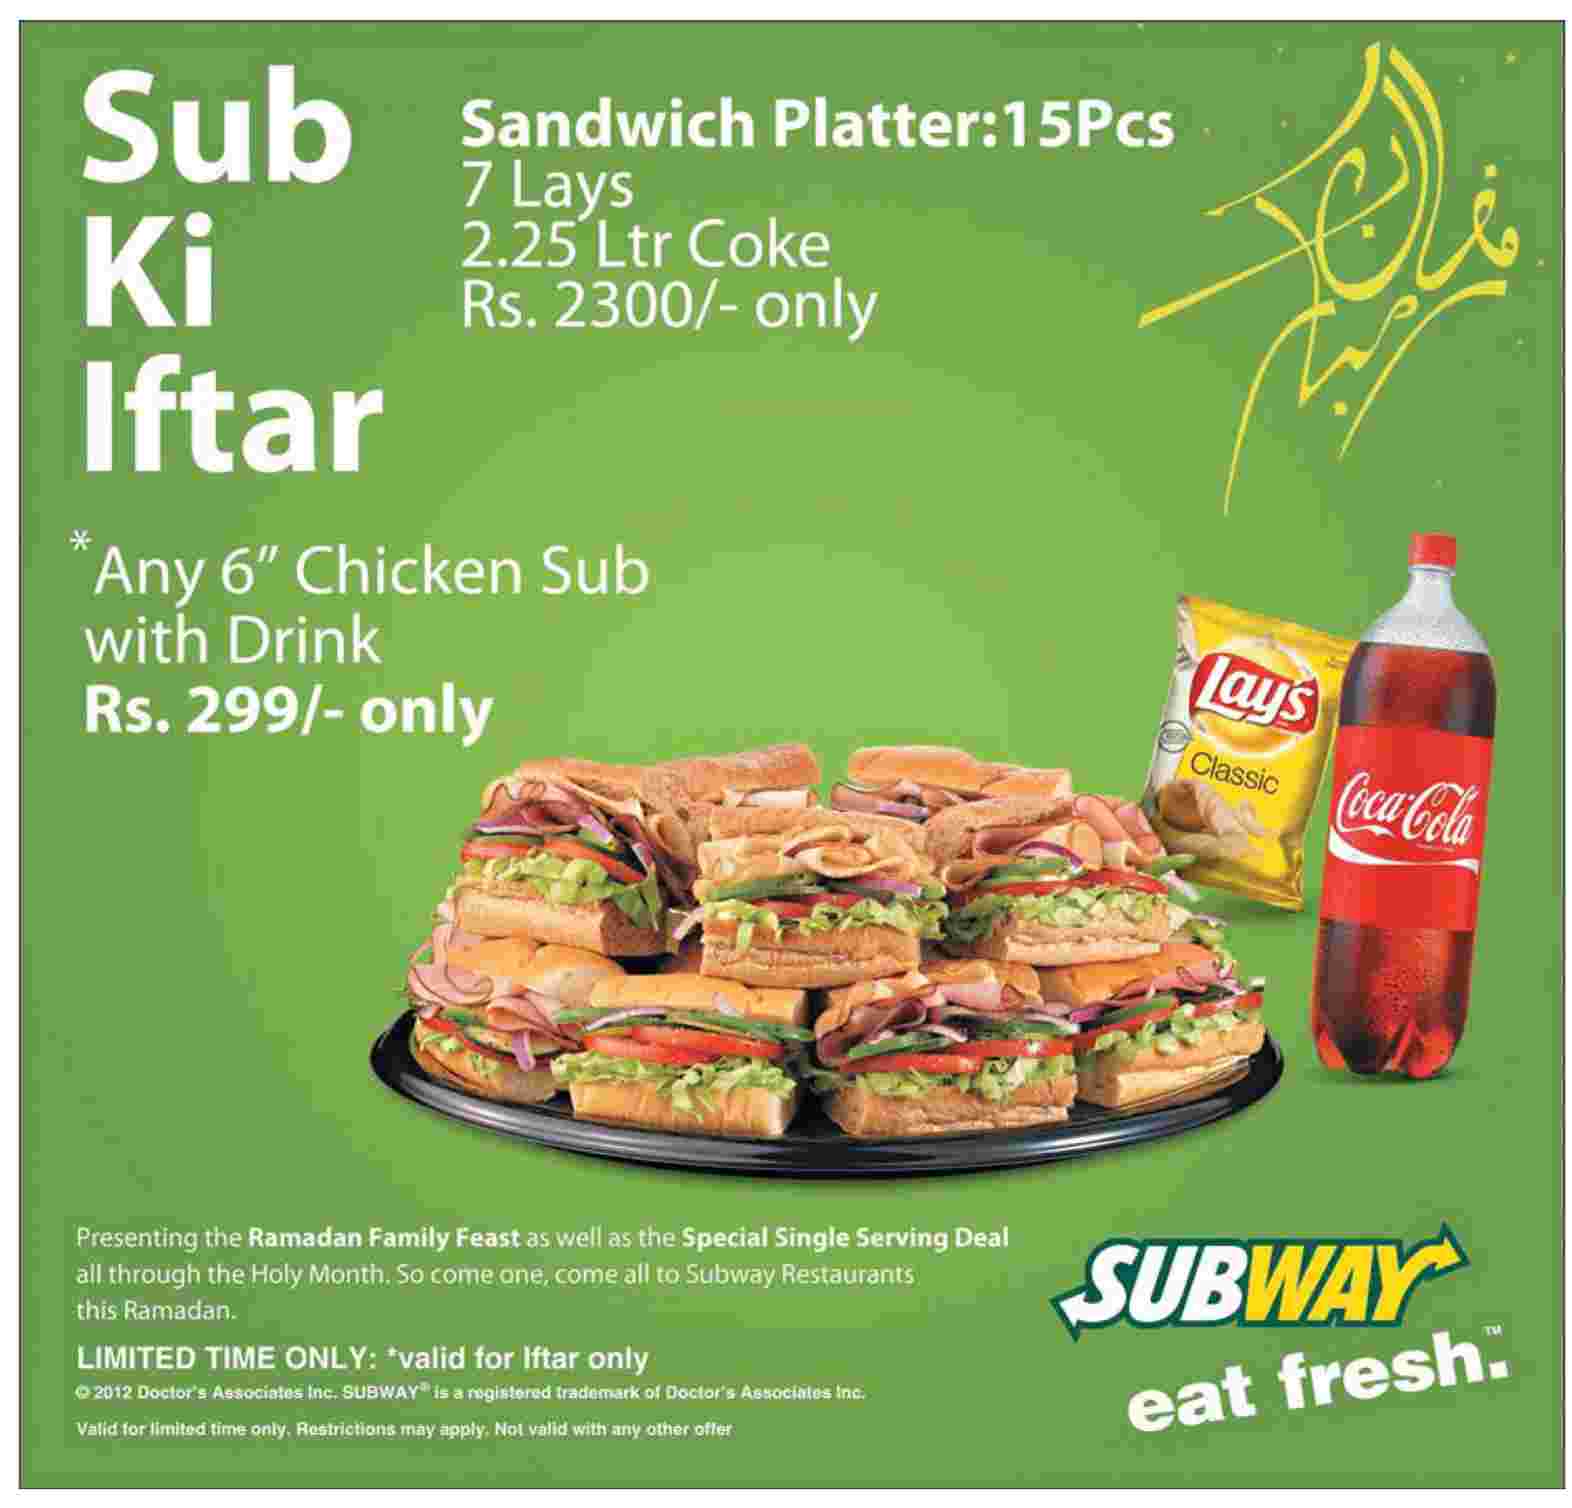 Sub
Ki
Iftar
Sandwich Platter:15Pcs
7 Lays
2.25 Ltr Coke
Rs. 2300/- only
رمضان
مبارک
*Any 6” Chicken Sub
with Drink
Rs. 299/- only
Lay's
Classic
Coca-Cola
Presenting the Ramadan Family Feast as well as the Special Single Serving Deal
all through the Holy Month. So come one, come all to Subway Restaurants
this Ramadan.
LIMITED TIME ONLY: *valid for Iftar only
© 2012 Doctor's Associates Inc. SUBWAY® is a registered trademark of Doctor's Associates Inc.
Valid for limited time only. Restrictions may apply. Not valid with any other offer
SUBWAY
eat fresh.™